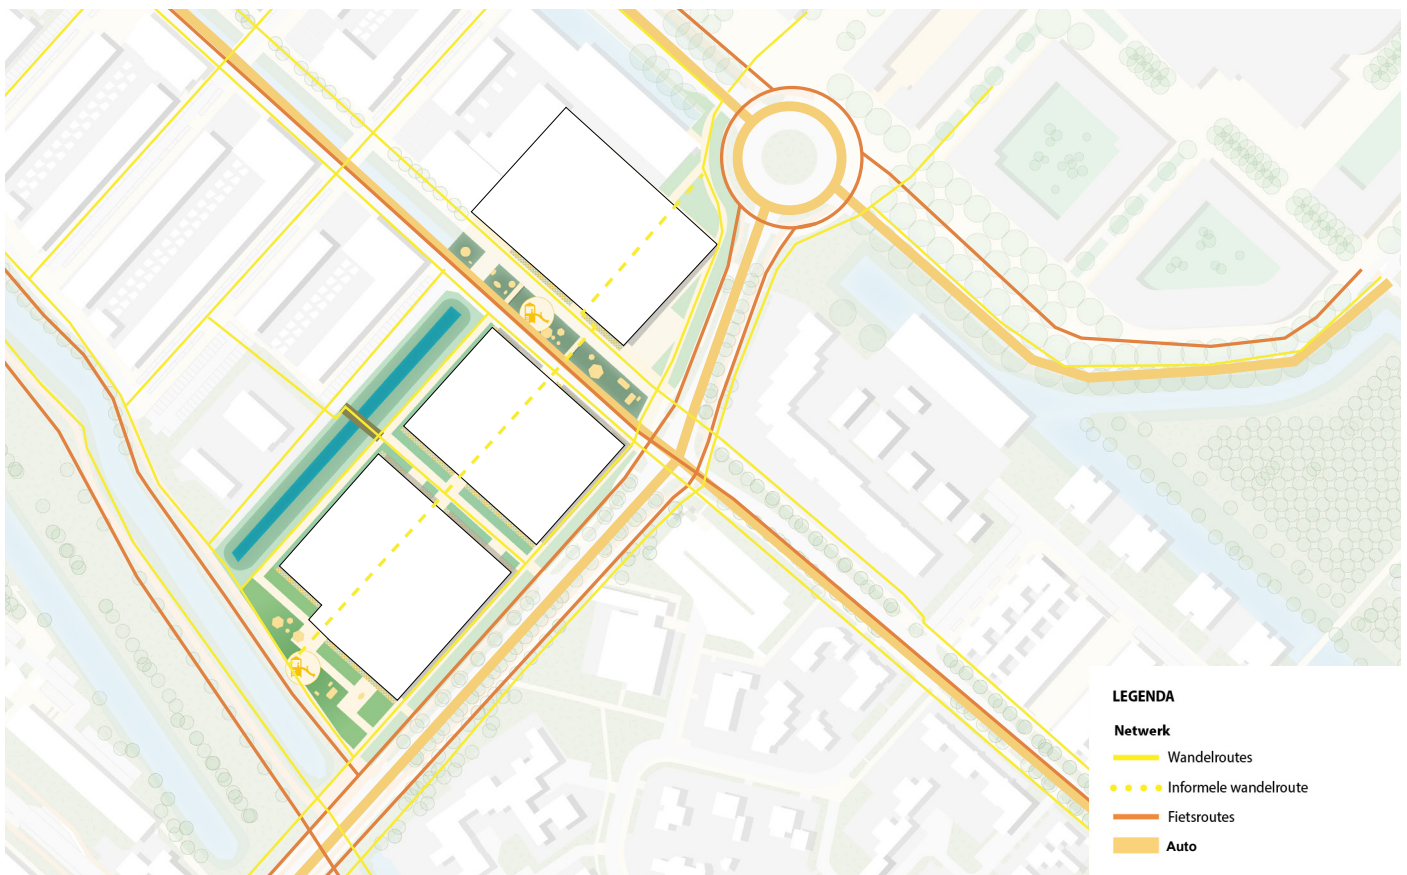 LEGENDA
Netwerk
Wandelroutes
Informele wandelroute
Fietsroutes
Auto